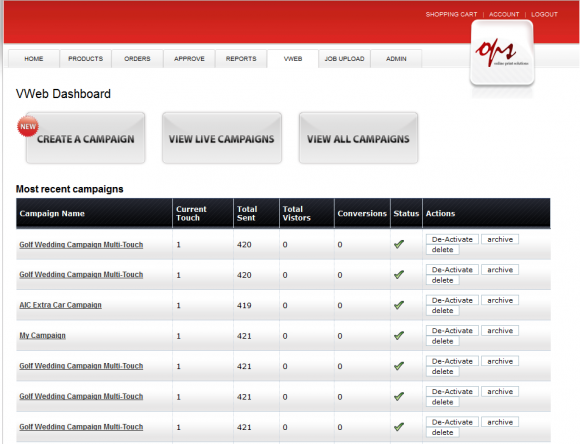 SHOPPING CART | ACCOUNT | LOGOUT
ops
online print solutions
HOME PRODUCTS ORDERS APPROVE REPORTS VWEB JOB UPLOAD ADMIN
VWeb Dashboard
NEW
CREATE A CAMPAIGN VIEW LIVE CAMPAIGNS VIEW ALL CAMPAIGNS
Most recent campaigns
Campaign Name Current Touch Total Sent Total Vistors Conversions Status Actions
Golf Wedding Campaign Multi-Touch 1 420 0 0 De-Activate archive
delete
Golf Wedding Campaign Multi-Touch 1 420 0 0 De-Activate archive
delete
AIC Extra Car Campaign 1 419 0 0 De-Activate archive
delete
My Campaign 1 421 0 0 De-Activate archive
delete
Golf Wedding Campaign Multi-Touch 1 421 0 0 De-Activate archive
delete
Golf Wedding Campaign Multi-Touch 1 421 0 0 De-Activate archive
delete
Golf Wedding Campaign Multi-Touch 1 421 0 0 De-Activate archive
delete